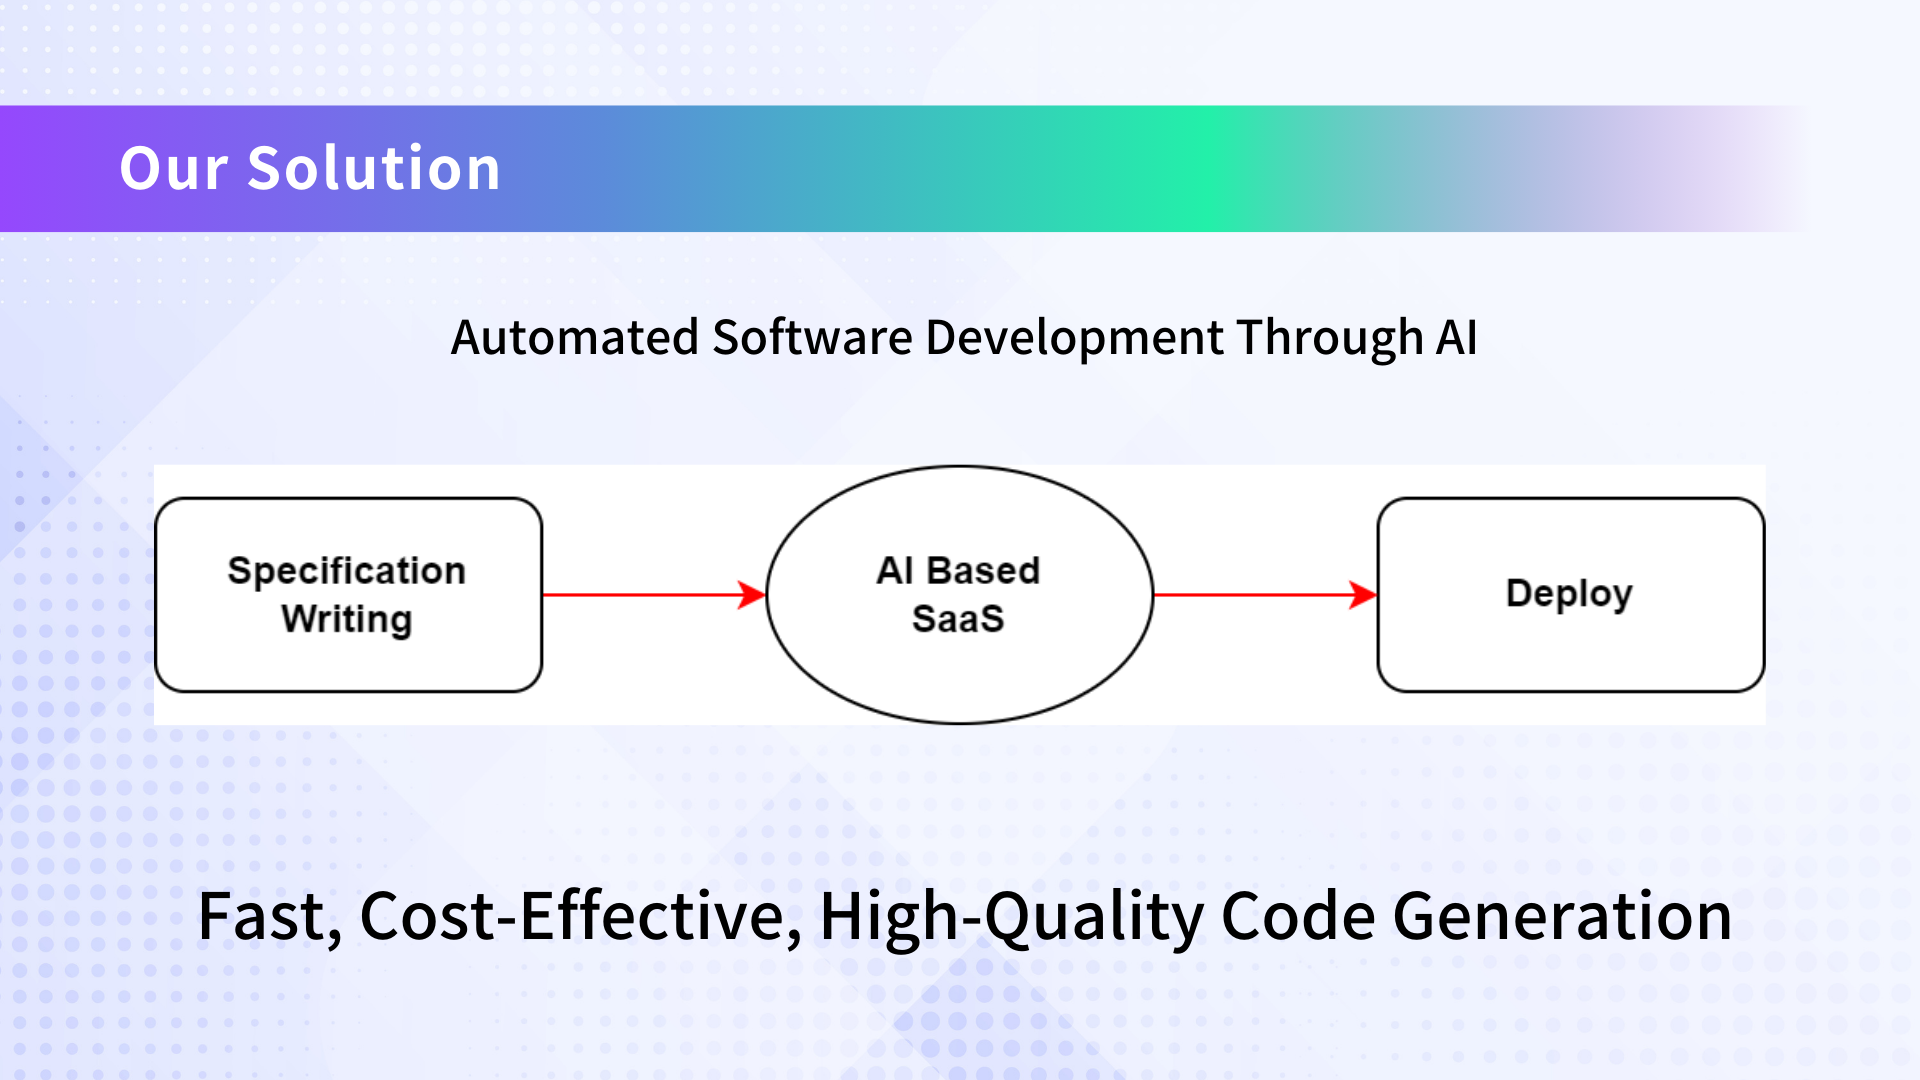 Our Solution
Automated Software Development Through AI
Specification
Writing
AI Based
SaaS
Deploy
Fast, Cost-Effective, High-Quality Code Generation